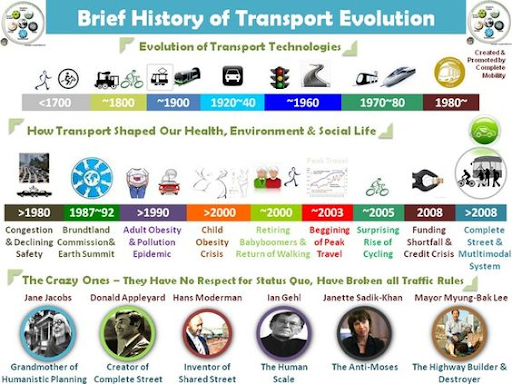 Brief History of Transport Evolution
Evolution of Transport Technologies
Created &
Promoted by
Complete
Mobility
<1700
~1800
~1900
1920~40
~1960
1970~80
1980~
How Transport Shaped Our Health, Environment & Social Life
Peak Travel
>1980
1987~92
>1990
>2000
~2000
~2003
~2005
2008
>2008
Congestion
& Declining
Safety
Brundtland
Commission &
Earth Summit
Adult Obesity
& Pollution
Epidemic
Child
Obesity
Crisis
Retiring
Babyboomers &
Return of Walking
Beggining
of Peak
Travel
Surprising
Rise of
Cycling
Funding
Shortfall &
Credit Crisis
Complete
Street &
Mutltimodal
System
The Crazy Ones – They Have No Respect for Status Quo, Have Broken all Traffic Rules
Jane Jacobs
Donald Appleyard
Hans Moderman
Ian Gehl
Janette Sadik-Khan
Mayor Myung-Bak Lee
Grandmother of
Humanistic Planning
Creator of
Complete Street
Inventor of
Shared Street
The Human
Scale
The Anti-Moses
The Highway Builder &
Destroyer